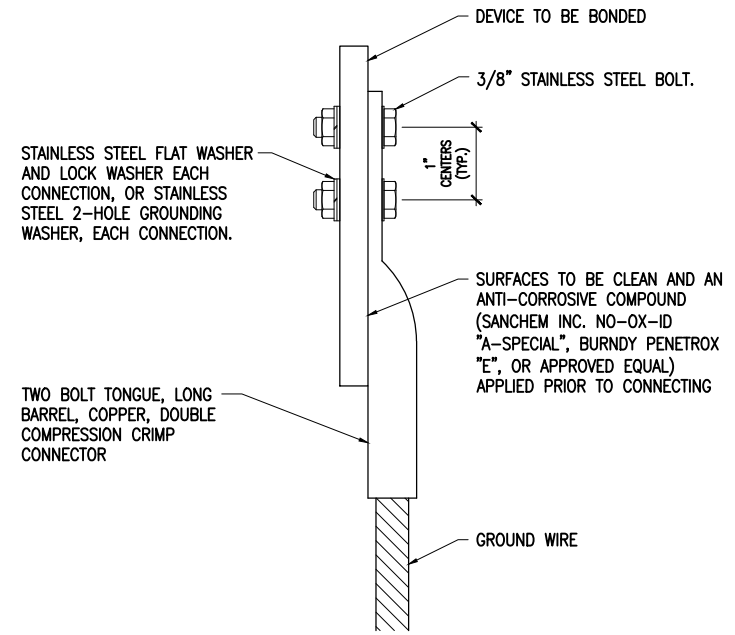 DEVICE TO BE BONDED
3/8" STAINLESS STEEL BOLT.
1"
CENTERS
(TYP.)
STAINLESS STEEL FLAT WASHER
AND LOCK WASHER EACH
CONNECTION, OR STAINLESS
STEEL 2-HOLE GROUNDING
WASHER, EACH CONNECTION.
SURFACES TO BE CLEAN AND AN
ANTI-CORROSIVE COMPOUND
(SANCHEM INC. NO-OX-ID
"A-SPECIAL", BURNDY PENETROX
"E", OR APPROVED EQUAL)
APPLIED PRIOR TO CONNECTING
TWO BOLT TONGUE, LONG
BARREL, COPPER, DOUBLE
COMPRESSION CRIMP
CONNECTOR
GROUND WIRE